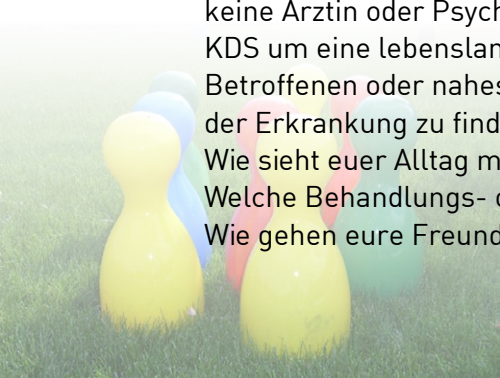 keine Ärztin oder Psych
KDS um eine lebenslan
Betroffenen oder nahes
der Erkrankung zu find
Wie sieht euer Alltag m
Welche Behandlungs-
Wie gehen eure Freund